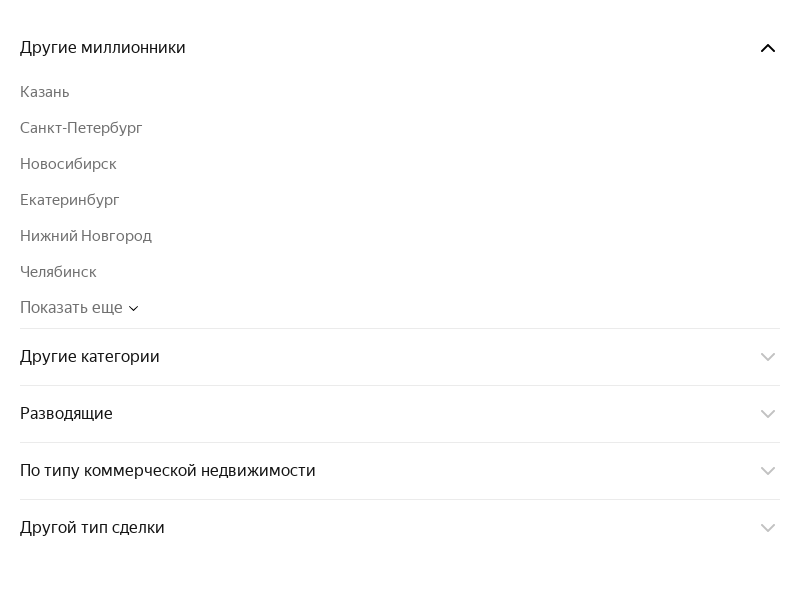 Другие миллионники
Казань
Санкт-Петербург
Новосибирск
Екатеринбург
Нижний Новгород
Челябинск
Показать еще
Другие категории
Разводящие
По типу коммерческой недвижимости
Другой тип сделки